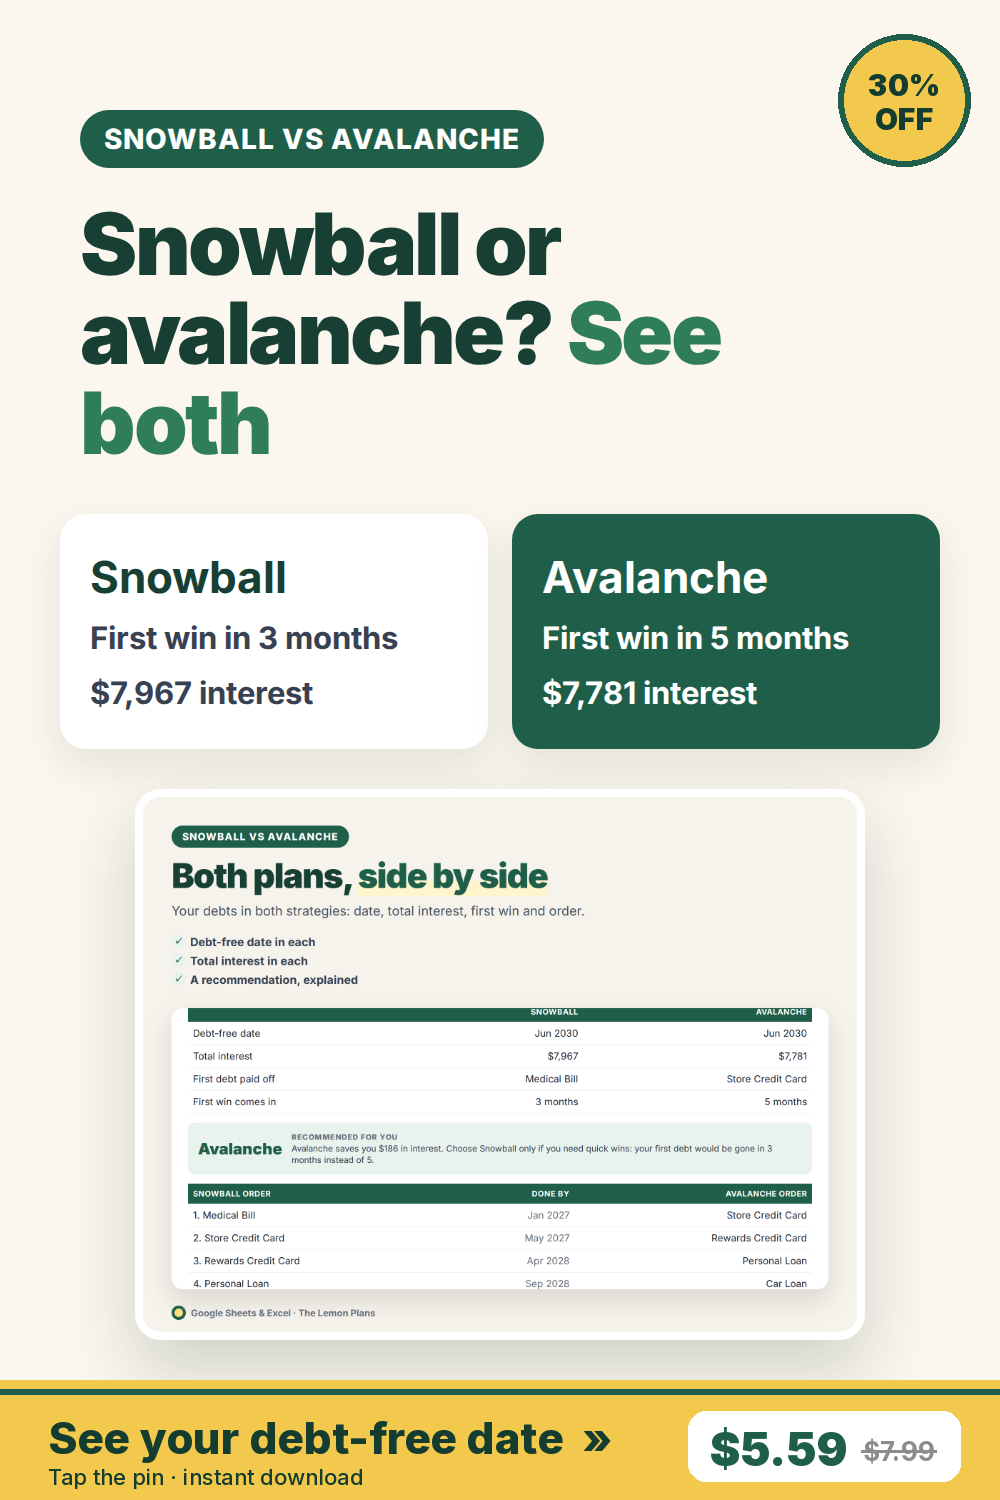 30%
OFF
SNOWBALL VS AVALANCHE
Snowball or
avalanche? See
both
Snowball
First win in 3 months
$7,967 interest
Avalanche
First win in 5 months
$7,781 interest
SNOWBALL VS AVALANCHE
Both plans, side by side
Your debts in both strategies: date, total interest, first win and order.
✓ Debt-free date in each
✓ Total interest in each
✓ A recommendation, explained
SNOWBALL AVALANCHE
Debt-free date Jun 2030 Jun 2030
Total interest $7,967 $7,781
First debt paid off Medical Bill Store Credit Card
First win comes in 3 months 5 months
Avalanche
RECOMMENDED FOR YOU
Avalanche saves you $186 in interest. Choose Snowball only if you need quick wins: your first debt would be gone in 3
months instead of 5.
SNOWBALL ORDER DONE BY AVALANCHE ORDER
1. Medical Bill Jan 2027 Store Credit Card
2. Store Credit Card May 2027 Rewards Credit Card
3. Rewards Credit Card Apr 2028 Personal Loan
4. Personal Loan Sep 2028 Car Loan
Google Sheets & Excel · The Lemon Plans
See your debt-free date »
Tap the pin · instant download
$5.59 $7.99